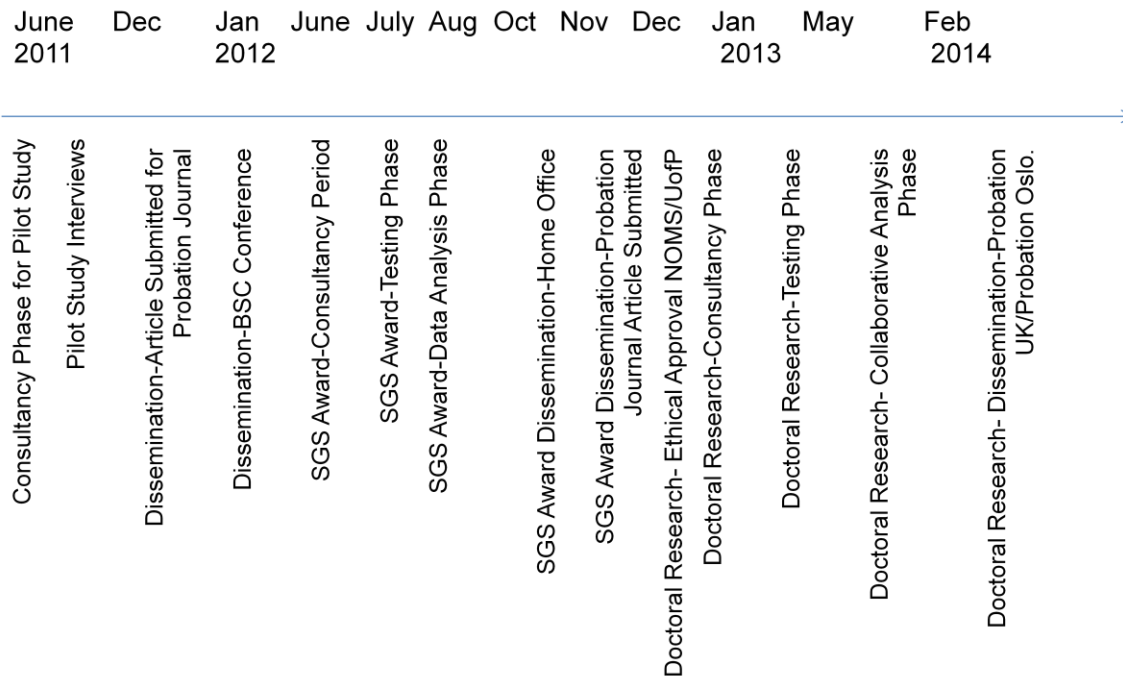 June Dec Jan June July Aug Oct Nov Dec Jan May Feb
2011 2012 2013 2014
Consultancy Phase for Pilot Study
Pilot Study Interviews
Dissemination-Article Submitted for
Probation Journal
Dissemination-BSC Conference
SGS Award-Consultancy Period
SGS Award-Testing Phase
SGS Award-Data Analysis Phase
SGS Award Dissemination-Home Office
SGS Award Dissemination-Probation
Journal Article Submitted
Doctoral Research- Ethical Approval NOMS/UofP
Doctoral Research-Consultancy Phase
Doctoral Research-Testing Phase
Doctoral Research- Collaborative Analysis
Phase
Doctoral Research- Dissemination-Probation
UK/Probation Oslo.